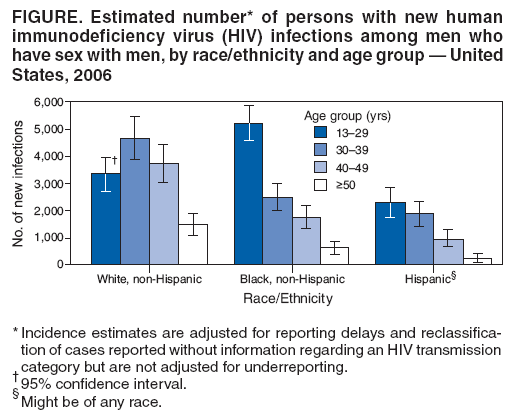 FIGURE. Estimated number* of persons with new human
immunodeficiency virus (HIV) infections among men who
have sex with men, by race/ethnicity and age group — United
States, 2006
No. of new infections
6,000
5,000
4,000
3,000
2,000
1,000
0
†
Age group (yrs)
13–29
30–39
40–49
≥50
White, non-Hispanic
Black, non-Hispanic
Hispanic§
Race/Ethnicity
* Incidence estimates are adjusted for reporting delays and reclassifica-
tion of cases reported without information regarding an HIV transmission
category but are not adjusted for underreporting.
† 95% confidence interval.
§ Might be of any race.